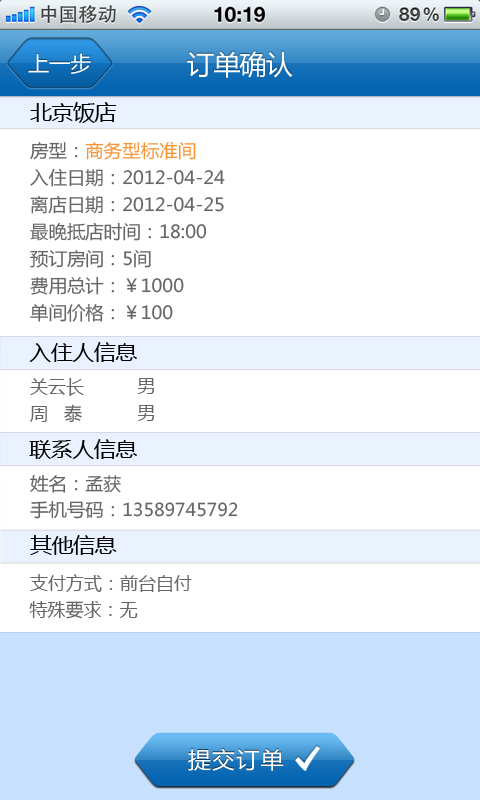 中国移动 10:19 89%
上一步 订单确认
北京饭店
房型：商务型标准间
入住日期：2012-04-24
离店日期：2012-04-25
最晚抵店时间：18:00
预订房间：5间
费用总计：￥1000
单间价格：￥100
入住人信息
关云长 男
周 泰 男
联系人信息
姓名：孟获
手机号码：13589745792
其他信息
支付方式：前台自付
特殊要求：无
提交订单